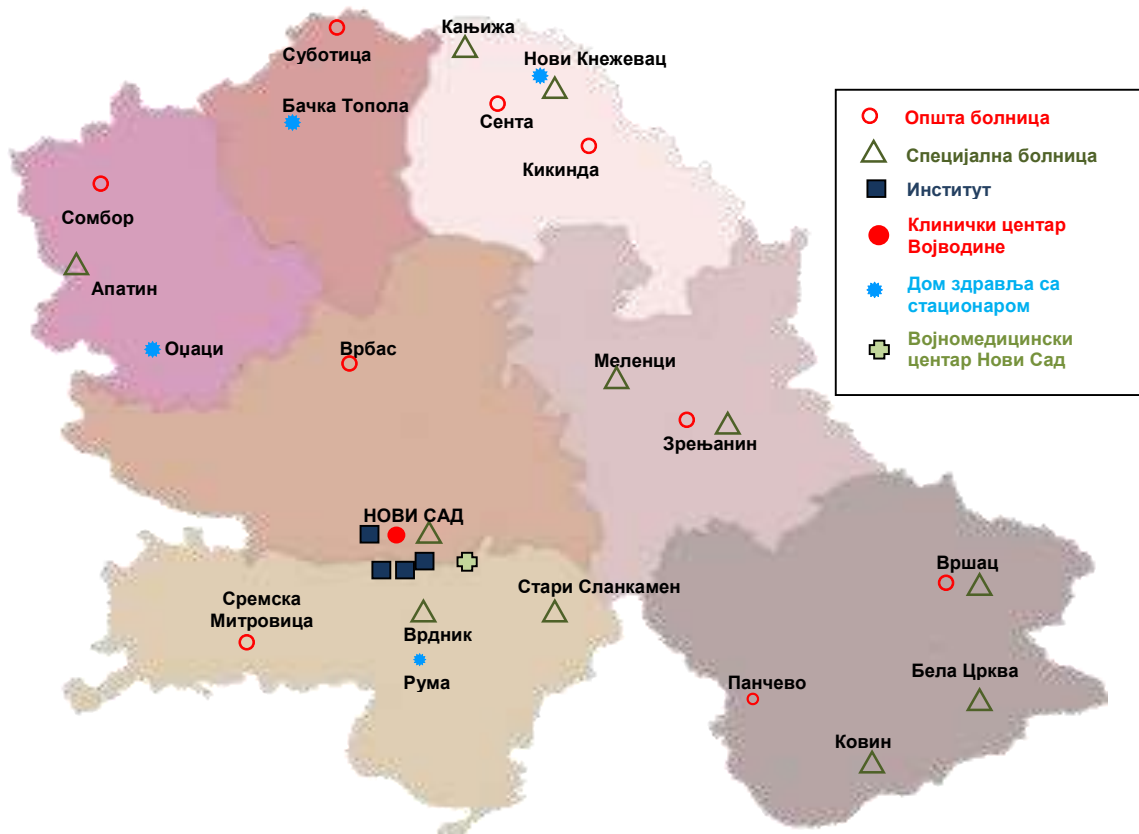 Кањижа
Суботица
Нови Кнежевац
Бачка Топола
Сента
Кикинда
Сомбор
Апатин
Оџаци
Врбас
Меленци
Зрењанин
НОВИ САД
Стари Сланкамен
Сремска
Митровица
Врдник
Рума
Вршац
Бела Црква
Панчево
Ковин
Општа болница
Специјална болница
Институт
Клинички центар
Војводине
Дом здравља са
стационаром
Војномедицински
центар Нови Сад